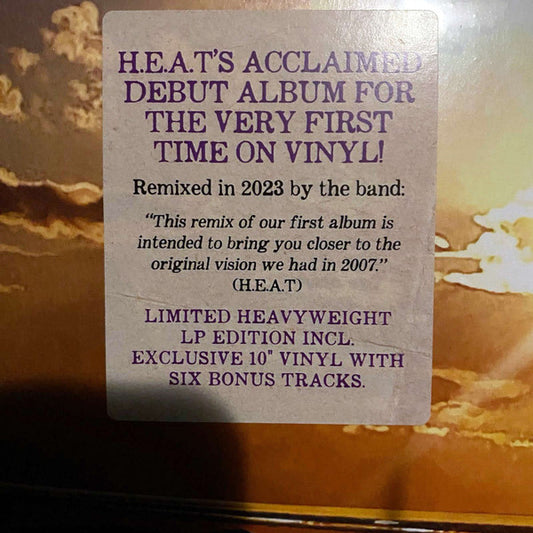 H.E.A.T'S ACCLAIMED
DEBUT ALBUM FOR
THE VERY FIRST
TIME ON VINYL!
Remixed in 2023 by the band:
“This remix of our first album is
intended to bring you closer to the
original vision we had in 2007.”
(H.E.A.T)
LIMITED HEAVYWEIGHT
LP EDITION INCL.
EXCLUSIVE 10" VINYL WITH
SIX BONUS TRACKS.